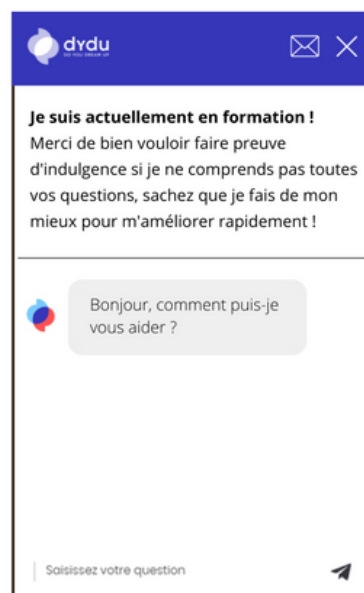 dydu
DO YOU DREAM UP
Je suis actuellement en formation !
Merci de bien vouloir faire preuve
d'indulgence si je ne comprends pas toutes
vos questions, sachez que je fais de mon
mieux pour m'améliorer rapidement !
Bonjour, comment puis-je
vous aider ?
Saisissez votre question